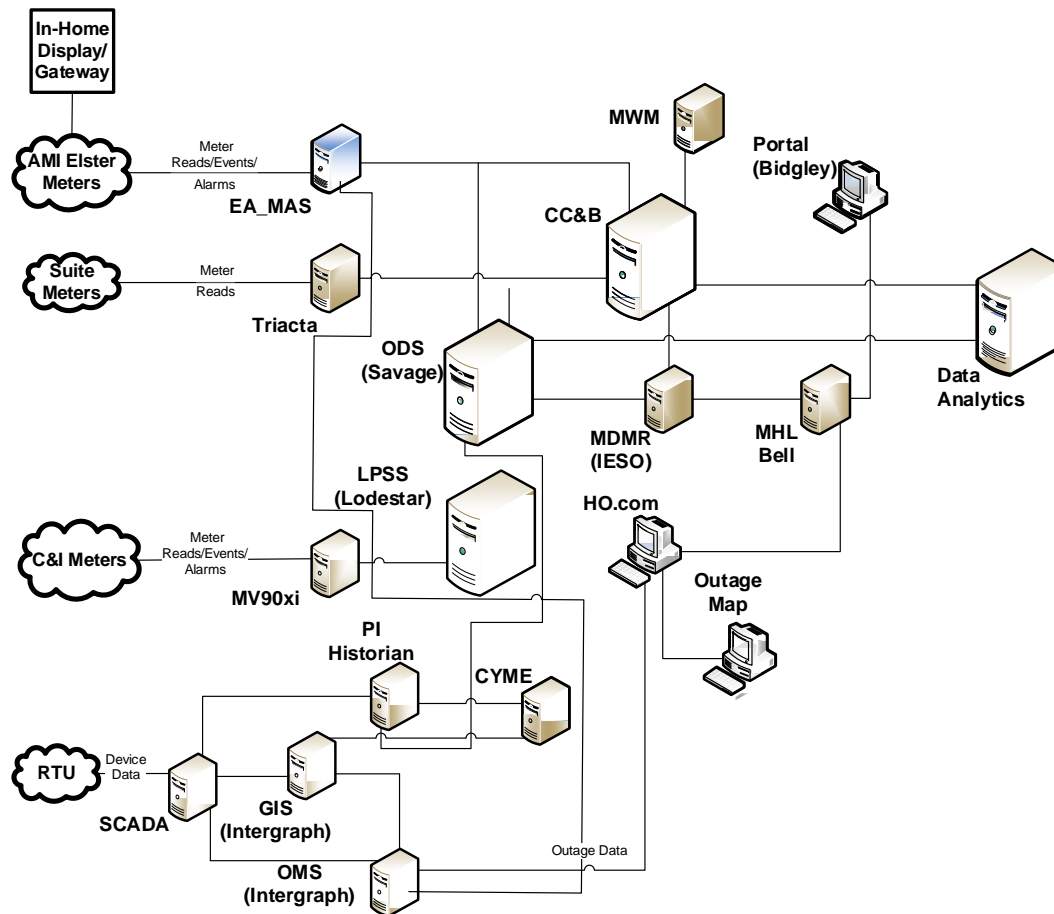 In-Home
Display/
Gateway
MWM
Portal
(Bidgley)
AMI Elster
Meters
Meter
Reads/Events/
Alarms
EA_MAS
CC&B
Suite
Meters
Meter
Reads
Triacta
ODS
(Savage)
MDMR
(IESO)
MHL
Bell
Data
Analytics
LPSS
(Lodestar)
HO.com
C&I Meters
Meter
Reads/Events/
Alarms
MV90xi
Outage
Map
PI
Historian
CYME
RTU
Device
Data
SCADA
GIS
(Intergraph)
OMS
(Intergraph)
Outage Data